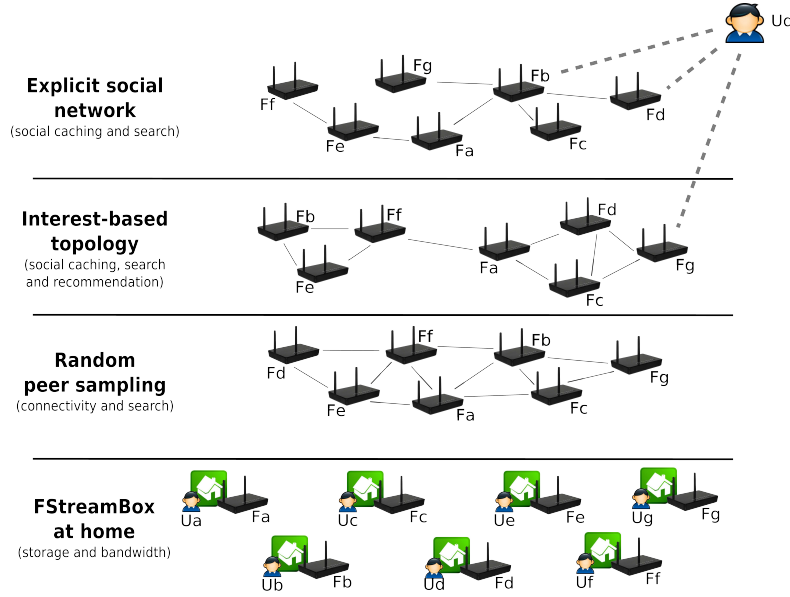 Ud
Explicit social
network
(social caching and search)
Ff
Fg
Fb
Fd
Fe
Fa
Fc
Interest-based
topology
(social caching, search
and recommendation)
Fb
Ff
Fe
Fa
Fd
Fg
Fc
Random
peer sampling
(connectivity and search)
Fd
Ff
Fb
Fg
Fe
Fa
Fc
FStreamBox
at home
(storage and bandwidth)
Ua Fa
Uc Fc
Ue Fe
Ug Fg
Ub Fb
Ud Fd
Uf Ff